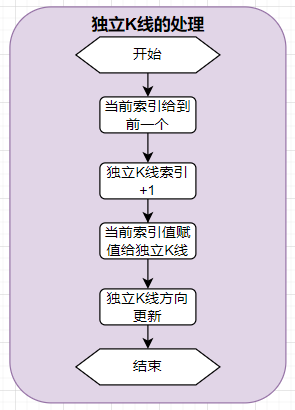 独立K线的处理
开始
当前索引给到
前一个
独立K线索引
+1
当前索引值赋
值给独立K线
独立K线方向
更新
结束